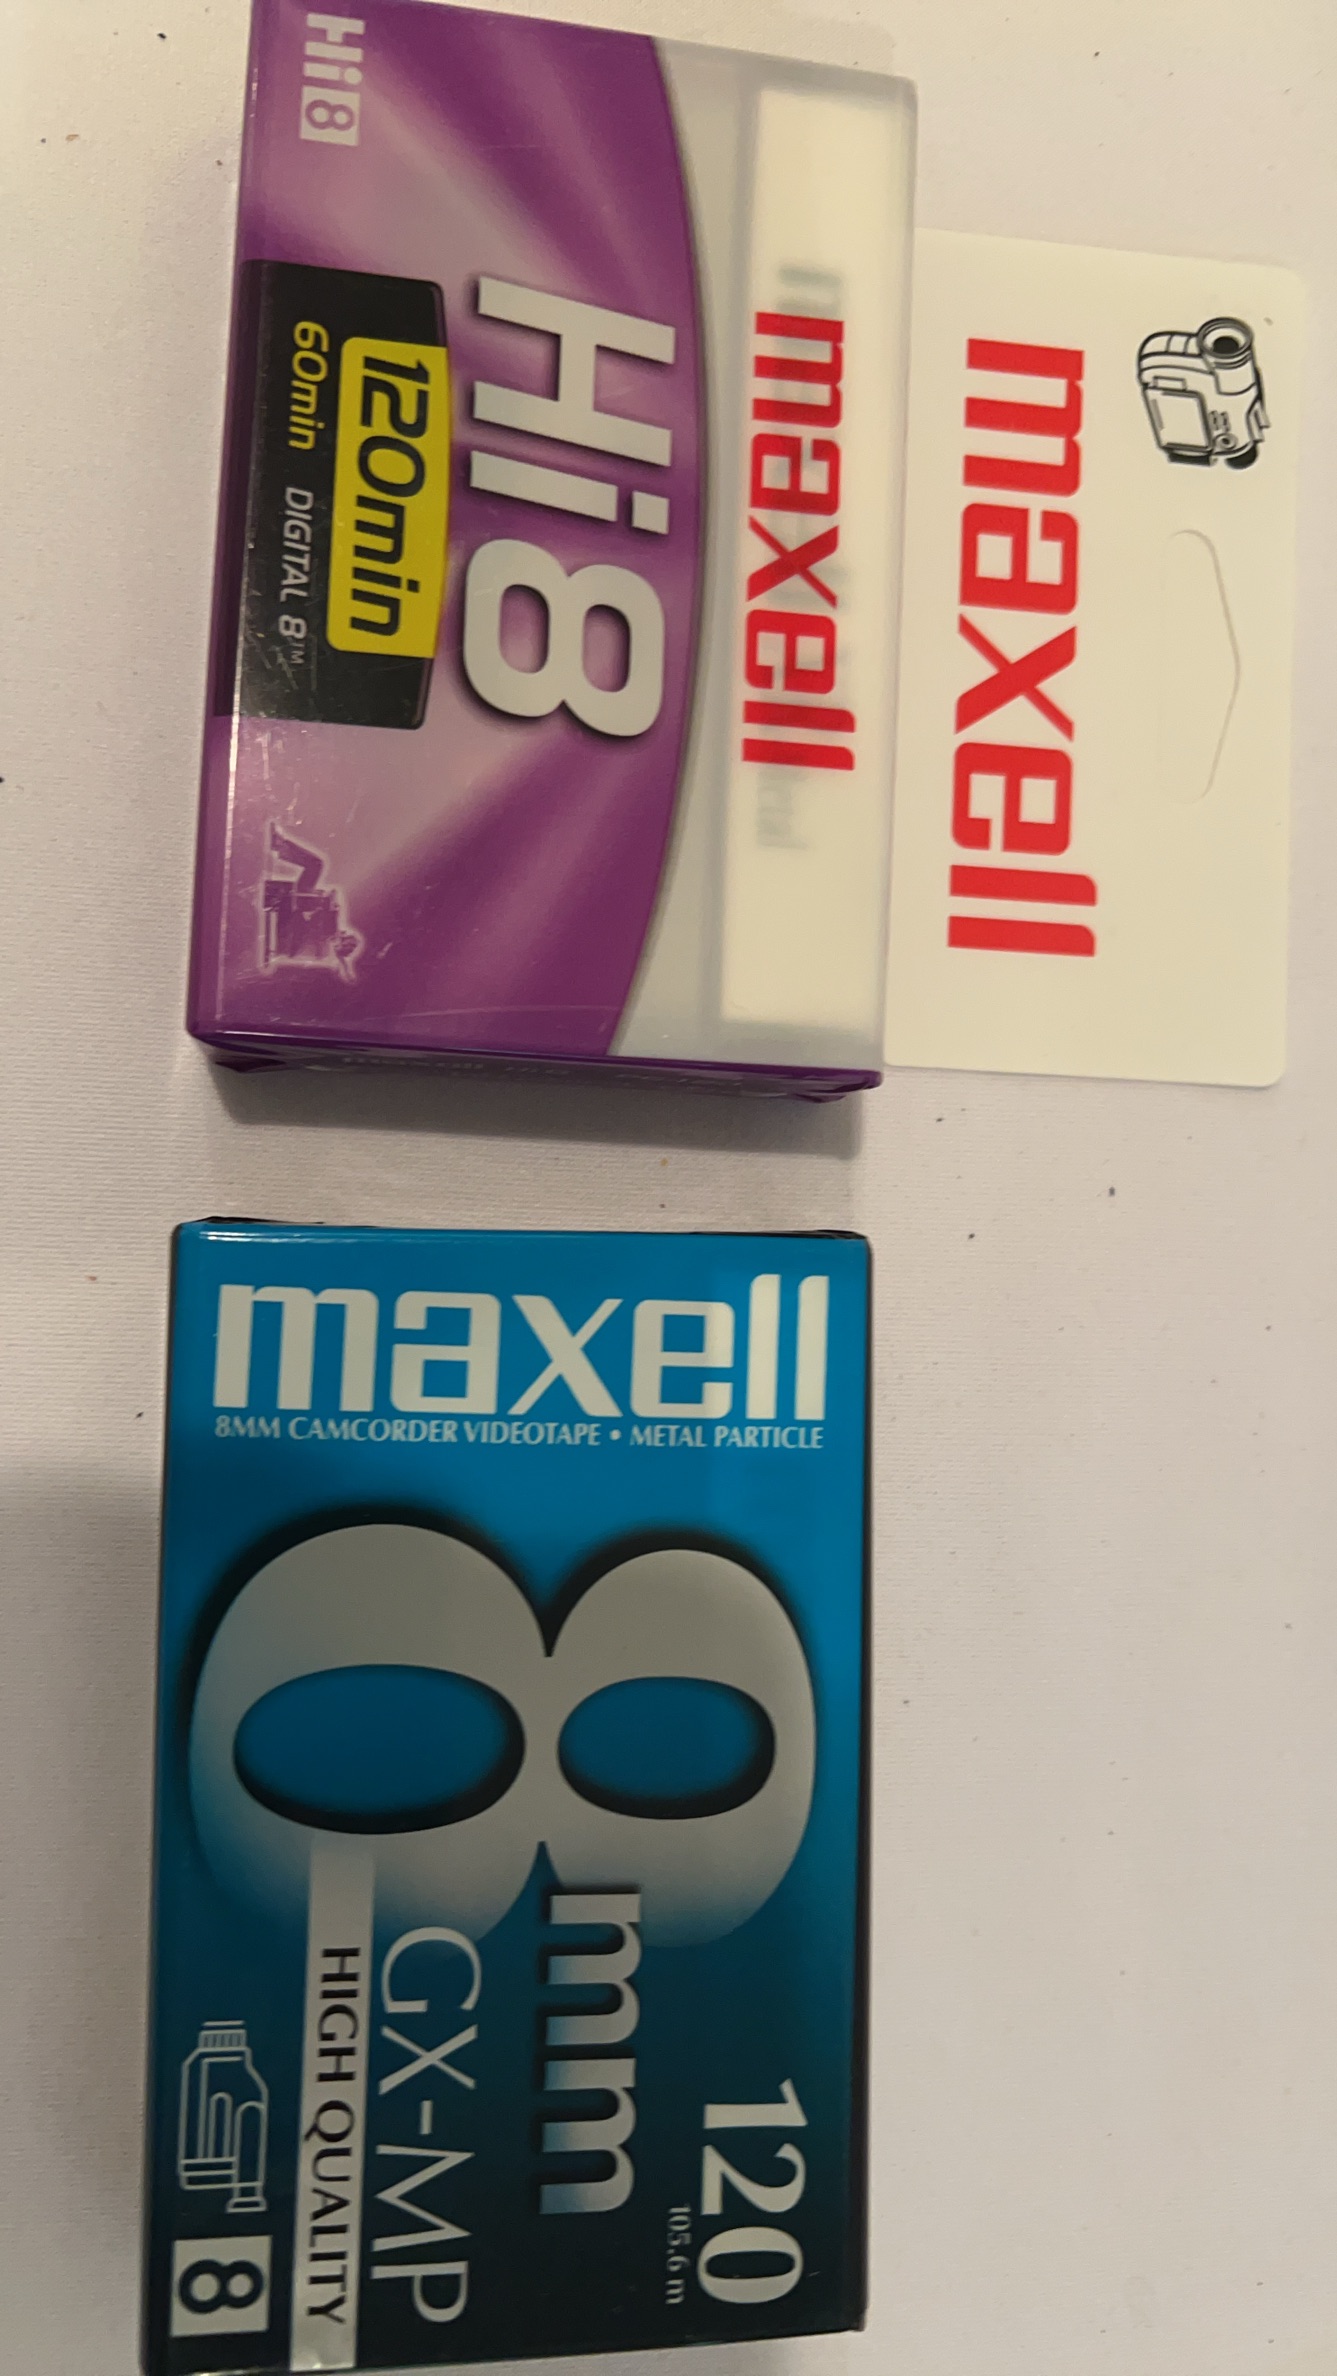 maxell
maxell
Hi8
120min
60min DIGITAL 8™
Hi8
maxell
8MM CAMCORDER VIDEOTAPE • METAL PARTICLE
120
105.6 m
8mm
GX-MP
HIGH QUALITY
8